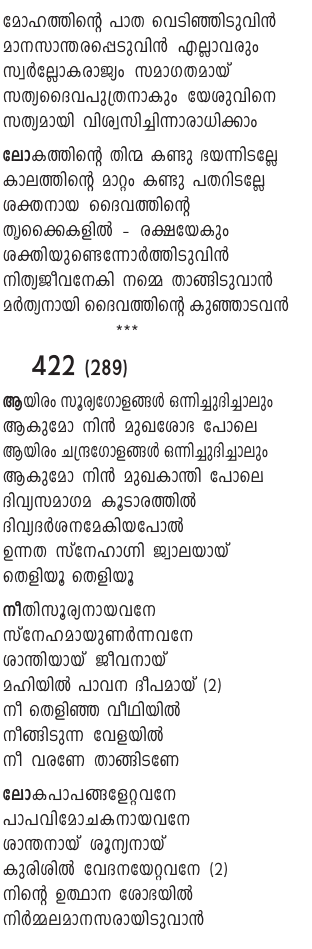 മോഹത്തിന്റെ പാത വെടിഞ്ഞിടുവിൻ
മാനസാന്തരപ്പെടുവിൻ എല്ലാവരും
സ്വർല്ലോകരാജ്യം സമാഗതമായ്
സത്യദൈവപുത്രനാകും യേശുവിനെ
സത്യമായി വിശ്വസിച്ചിന്നാരാധിക്കാം
ലോകത്തിന്റെ തിന്മ കണ്ടു ഭയന്നിടല്ലേ
കാലത്തിന്റെ മാറ്റം കണ്ടു പതറിടല്ലേ
ശക്തനായ ദൈവത്തിന്റെ
തൃക്കൈകളിൽ - രക്ഷയേകും
ശക്തിയുണ്ടെന്നോർത്തിടുവിൻ
നിത്യജീവനേകി നമ്മെ താങ്ങിടുവാൻ
മർത്യനായി ദൈവത്തിന്റെ കുഞ്ഞാടവൻ
***
422 (289)
ആയിരം സൂര്യഗോളങ്ങൾ ഒന്നിച്ചുദിച്ചാലും
ആകുമോ നിൻ മുഖശോഭ പോലെ
ആയിരം ചന്ദ്രഗോളങ്ങൾ ഒന്നിച്ചുദിച്ചാലും
ആകുമോ നിൻ മുഖകാന്തി പോലെ
ദിവ്യസമാഗമ കൂടാരത്തിൽ
ദിവ്യദർശനമേകിയപോൽ
ഉന്നത സ്നേഹാഗ്നി ജ്വാലയായ്
തെളിയൂ തെളിയൂ
നീതിസൂര്യനായവനേ
സ്നേഹമായുണർന്നവനേ
ശാന്തിയായ് ജീവനായ്
മഹിയിൽ പാവന ദീപമായ് (2)
നീ തെളിഞ്ഞ വീഥിയിൽ
നീങ്ങിടുന്ന വേളയിൽ
നീ വരണേ താങ്ങിടണേ
ലോകപാപങ്ങളേറ്റവനേ
പാപവിമോചകനായവനേ
ശാന്തനായ് ശൂന്യനായ്
കുരിശിൽ വേദനയേറ്റവനേ (2)
നിന്റെ ഉത്ഥാന ശോഭയിൽ
നിർമ്മലമാനസരായിടുവാൻ